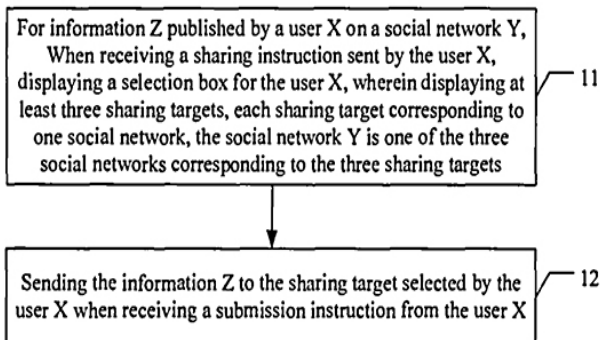 For information Z published by a user X on a social network Y,
When receiving a sharing instruction sent by the user X,
displaying a selection box for the user X, wherein displaying at
least three sharing targets, each sharing target corresponding to
one social network, the social network Y is one of the three
social networks corresponding to the three sharing targets
11
Sending the information Z to the sharing target selected by the
user X when receiving a submission instruction from the user X
12